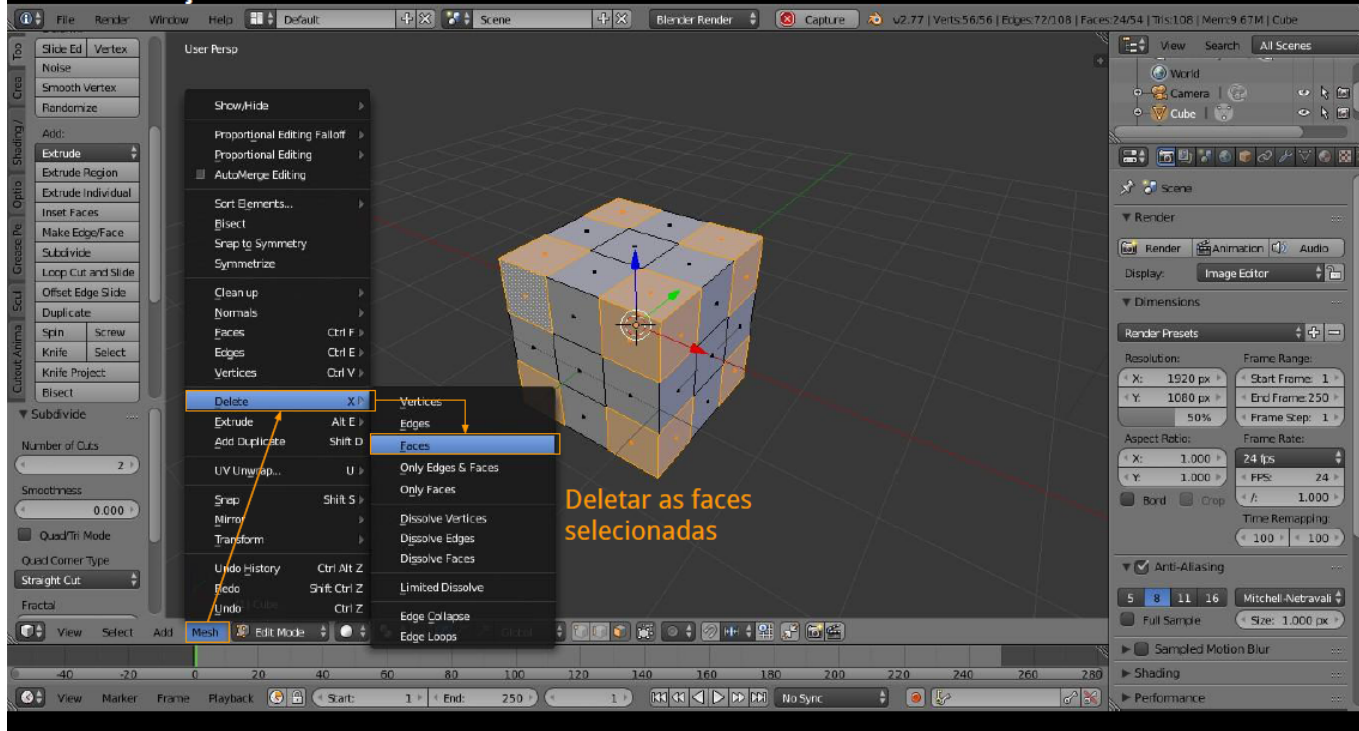 File Render Window Help Default Scene Blender Render Capture v2.77 | Verts:56/56 | Edges:72/108 | Faces:24/54 | Tris:108 | Mem:9.67M | Cube
User Persp
Slide Ed Vertex
Noise
Smooth Vertex
Randomize
Add:
Extrude
Extrude Region
Extrude Individual
Inset Faces
Make Edge/Face
Subdivide
Loop Cut and Slide
Offset Edge Slide
Duplicate
Spin Screw
Knife Select
Knife Project
Bisect
Too
Crea
Shading/
Optio
Grease Pe
Scul
Anima
Cutout
Subdivide
Number of Cuts
2
Smoothness
0.000
Quad/Tri Mode
Quad Corner Type
Straight Cut
Fractal
Show/Hide
Proportional Editing Falloff
Proportional Editing
AutoMerge Editing
Sort Elements...
Bisect
Snap to Symmetry
Symmetrize
Clean up
Normals
Faces Ctrl F
Edges Ctrl E
Vertices Ctrl V
Delete X
Extrude Alt E
Add Duplicate Shift D
UV Unwrap... U
Snap Shift S
Mirror
Transform
Undo History Ctrl Alt Z
Redo Shift Ctrl Z
Undo Ctrl Z
Vertices
Edges
Faces
Only Edges & Faces
Only Faces
Dissolve Vertices
Dissolve Edges
Dissolve Faces
Limited Dissolve
Edge Collapse
Edge Loops
Deletar as faces
selecionadas
View Search All Scenes
World
Camera
Cube
Scene
Render
Render Animation Audio
Display: Image Editor
Dimensions
Render Presets
Resolution: Frame Range:
X: 1920 px Start Frame: 1
Y: 1080 px End Frame: 250
50% Frame Step: 1
Aspect Ratio: Frame Rate:
X: 1.000 24 fps
Y: 1.000 FPS: 24
Bord Crop /: 1.000
Time Remapping:
100 100
Anti-Aliasing
5 8 11 16 Mitchell-Netravali
Full Sample Size: 1.000 px
Sampled Motion Blur
Shading
Performance
View Select Add Mesh Edit Mode Global
-40 -20 0 20 40 60 80 100 120 140 160 180 200 220 240 260 280
View Marker Frame Playback Start: 1 End: 250 1 No Sync